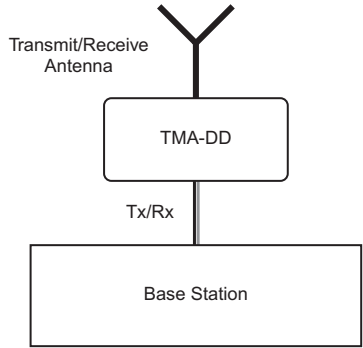 Transmit/Receive
Antenna
TMA-DD
Tx/Rx
Base Station